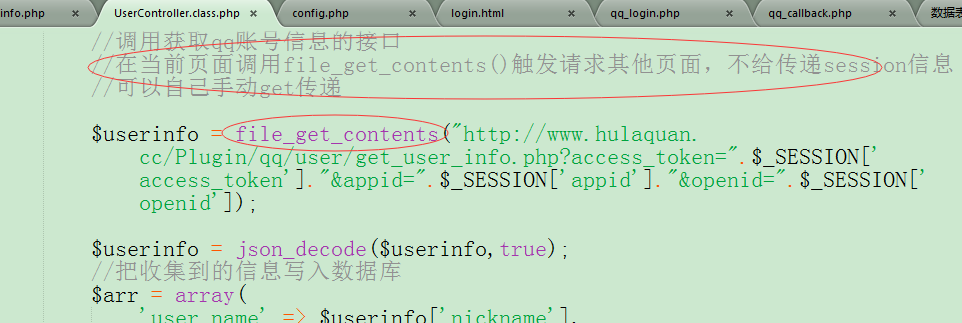 info.php × UserController.class.php × config.php × login.html × qq_login.php × qq_callback.php × 数据表
//调用获取qq账号信息的接口
//在当前页面调用file_get_contents()触发请求其他页面，不给传递session信息
//可以自己手动get传递
$userinfo = file_get_contents("http://www.hulaquan.
cc/Plugin/qq/user/get_user_info.php?access_token=".$_SESSION['
access_token']."&appid=".$_SESSION['appid']."&openid=".$_SESSION['
openid']);
$userinfo = json_decode($userinfo,true);
//把收集到的信息写入数据库
$arr = array(
'user_name' => $userinfo['nickname'],